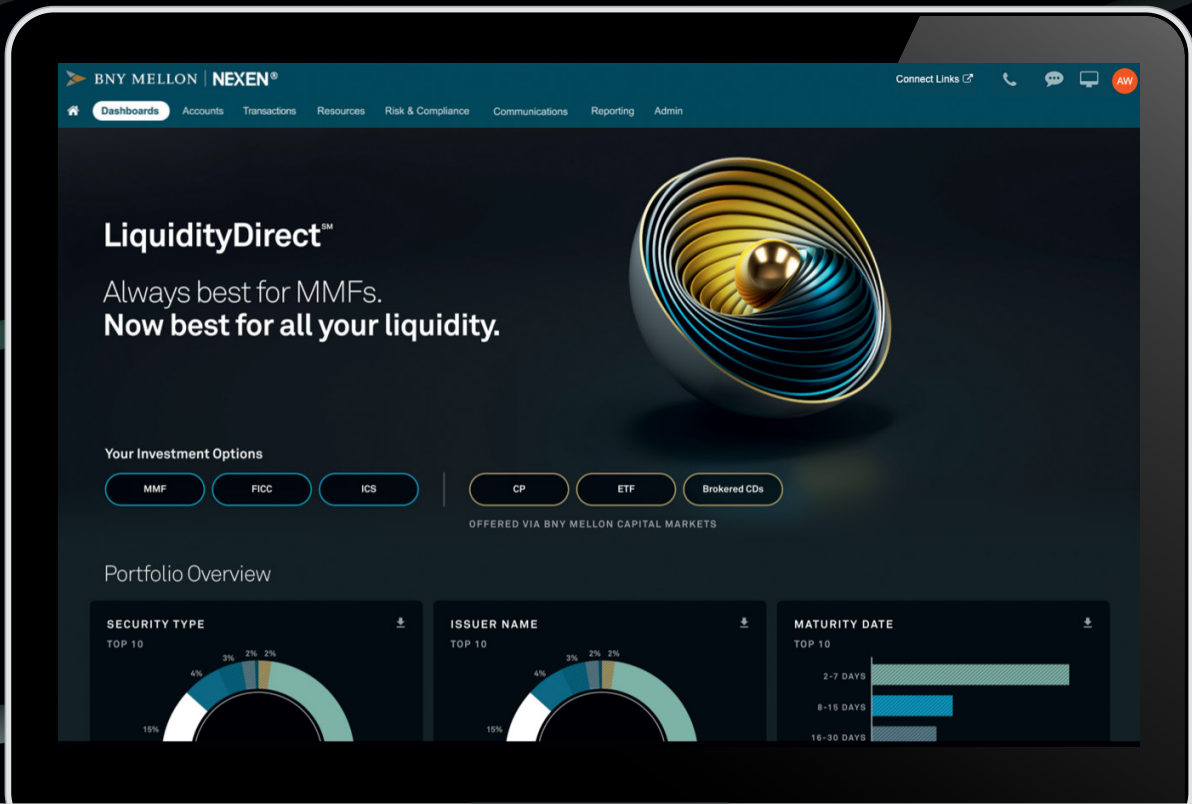 BNY MELLON | NEXEN®
Connect Links
AW
Dashboards Accounts Transactions Resources Risk & Compliance Communications Reporting Admin
LiquidityDirect℠
Always best for MMFs.
Now best for all your liquidity.
Your Investment Options
MMF FICC ICS CP ETF Brokered CDs
OFFERED VIA BNY MELLON CAPITAL MARKETS
Portfolio Overview
SECURITY TYPE
TOP 10
15% 4% 3% 2% 2%
ISSUER NAME
TOP 10
15% 4% 3% 2% 2%
MATURITY DATE
TOP 10
2-7 DAYS
8-15 DAYS
16-30 DAYS